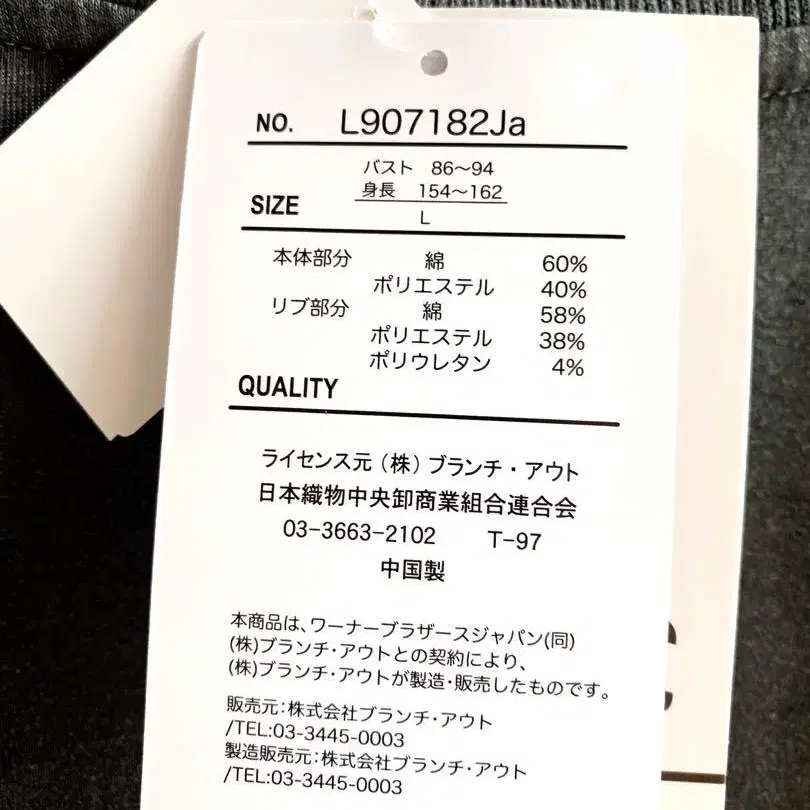 NO. L907182Ja
バスト 86～94
身長 154～162
SIZE
L
本体部分 綿 60%
ポリエステル 40%
リブ部分 綿 58%
ポリエステル 38%
ポリウレタン 4%
QUALITY
ライセンス元（株）ブランチ・アウト
日本織物中央卸商業組合連合会
03-3663-2102 T-97
中国製
本商品は、ワーナーブラザースジャパン(同)
(株)ブランチ・アウトとの契約により、
(株)ブランチ・アウトが製造・販売したものです。
販売元：株式会社ブランチ・アウト
/TEL:03-3445-0003
製造販売元：株式会社ブランチ・アウト
/TEL:03-3445-0003